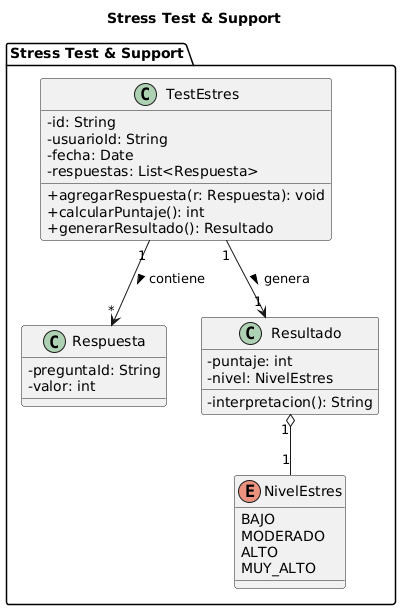 Stress Test & Support
Stress Test & Support
C TestEstres
-id: String
-usuarioId: String
-fecha: Date
-respuestas: List<Respuesta>
+agregarRespuesta(r: Respuesta): void
+calcularPuntaje(): int
+generarResultado(): Resultado
1 1
contiene genera
* 1
C Respuesta
-preguntaId: String
-valor: int
C Resultado
-puntaje: int
-nivel: NivelEstres
-interpretacion(): String
1
1
E NivelEstres
BAJO
MODERADO
ALTO
MUY_ALTO